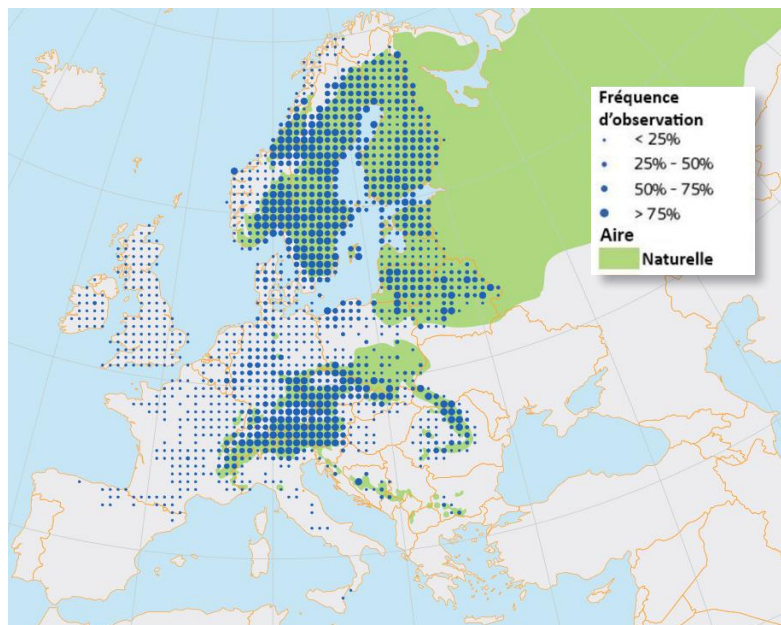 Fréquence
d'observation
< 25%
25% - 50%
50% - 75%
> 75%
Aire
Naturelle